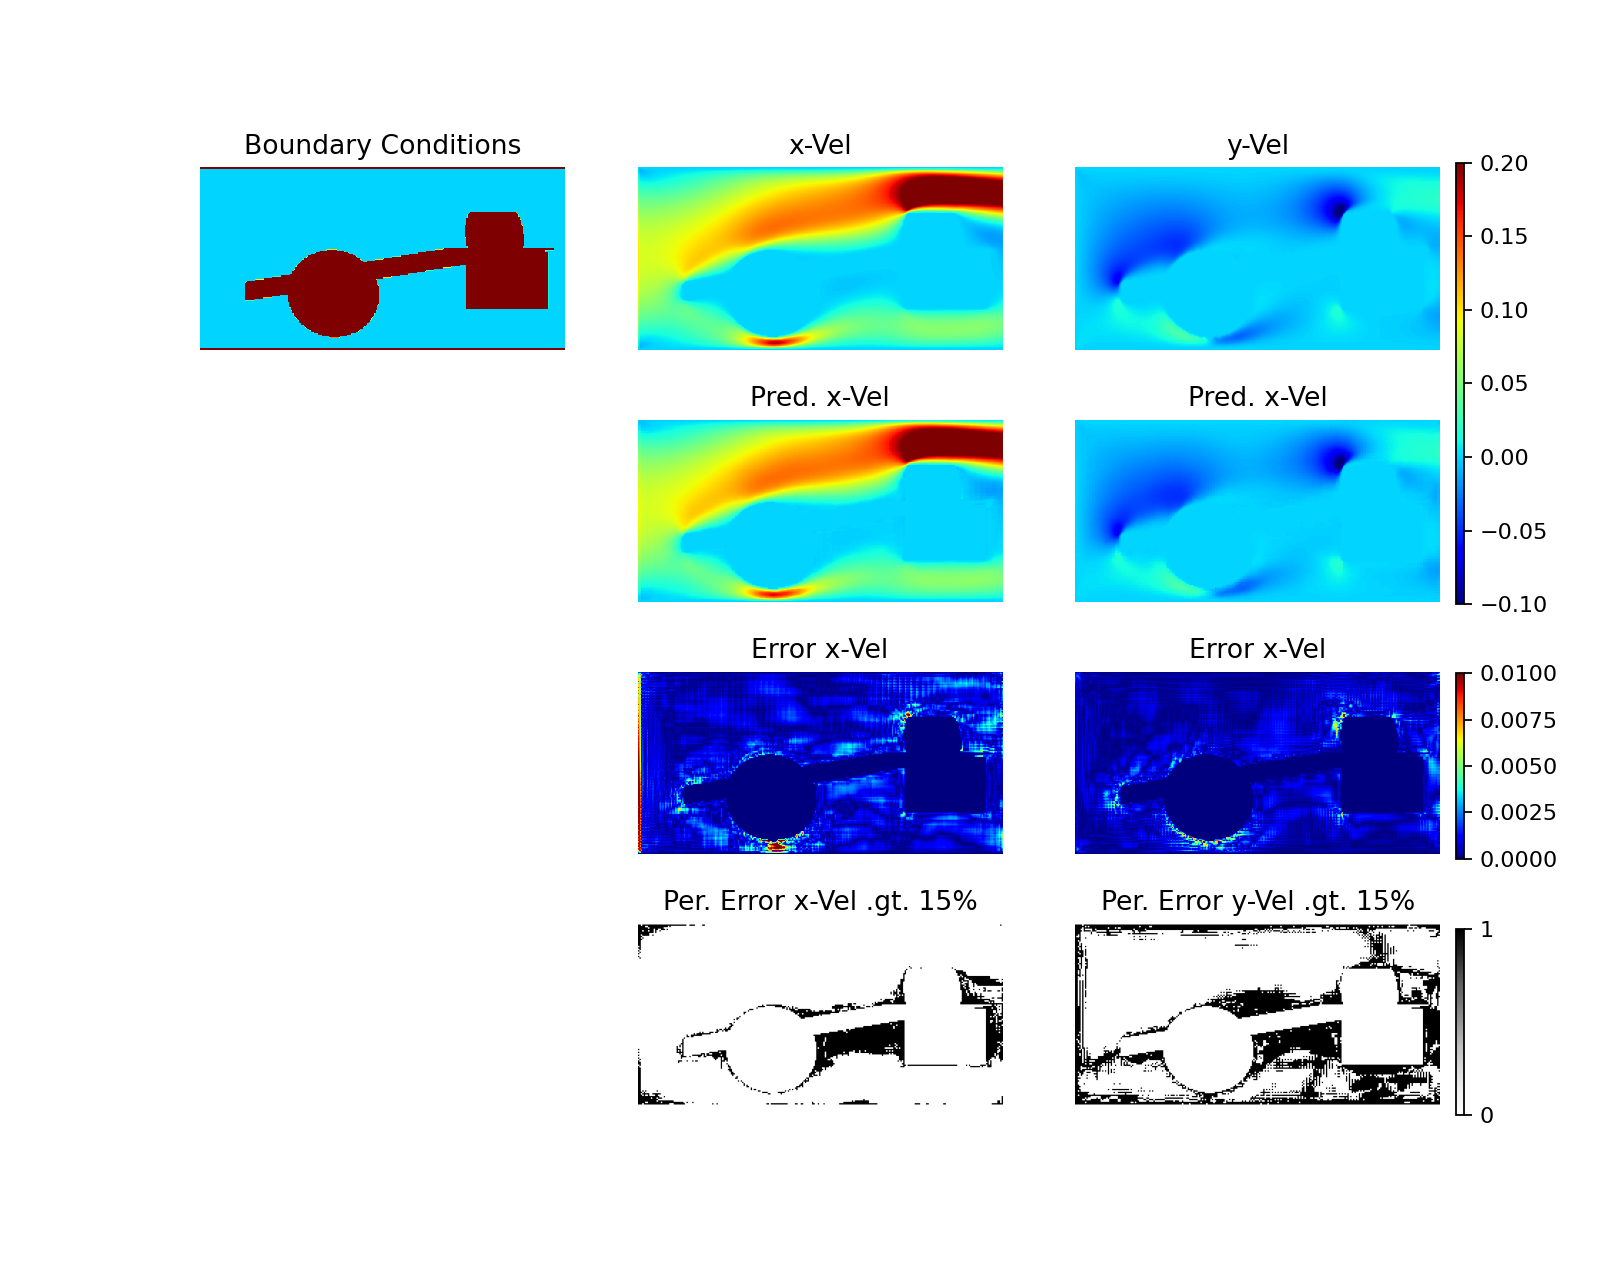 Boundary Conditions
x-Vel
y-Vel
0.20
0.15
0.10
0.05
0.00
−0.05
−0.10
Pred. x-Vel
Pred. x-Vel
Error x-Vel
Error x-Vel
0.0100
0.0075
0.0050
0.0025
0.0000
Per. Error x-Vel .gt. 15%
Per. Error y-Vel .gt. 15%
1
0